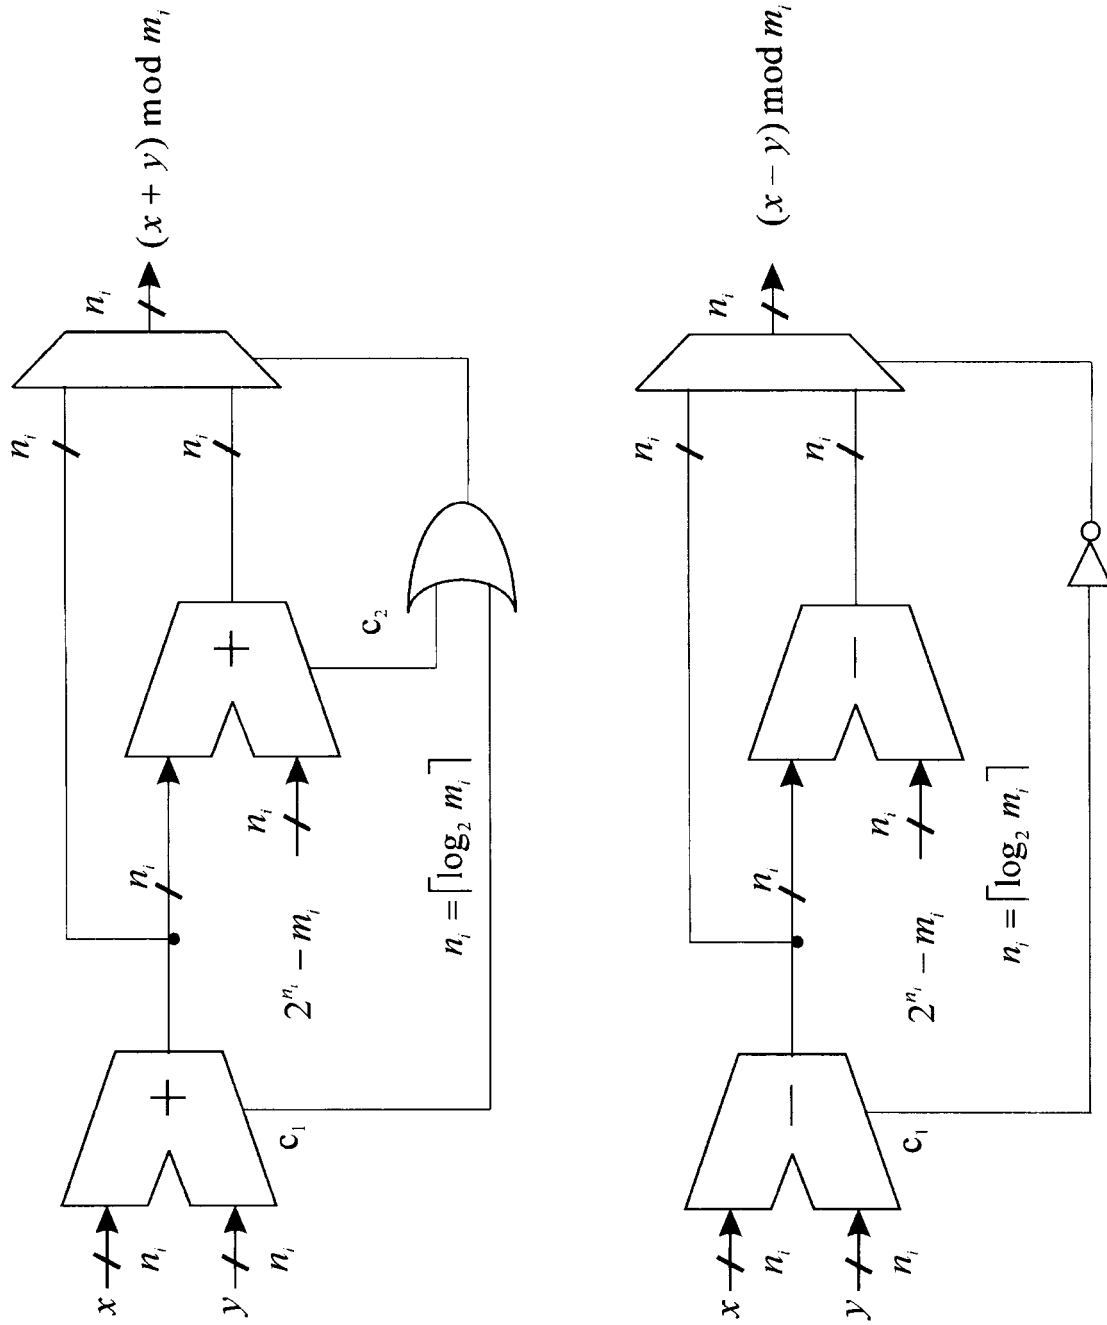 x
nᵢ
y
nᵢ
+
c₁
nᵢ
2ⁿⁱ − mᵢ
nᵢ
nᵢ = ⌈log₂ mᵢ⌉
+
c₂
nᵢ
nᵢ
nᵢ
(x + y) mod mᵢ
x
nᵢ
y
nᵢ
−
c₁
nᵢ
2ⁿⁱ − mᵢ
nᵢ
nᵢ = ⌈log₂ mᵢ⌉
−
nᵢ
nᵢ
nᵢ
(x − y) mod mᵢ